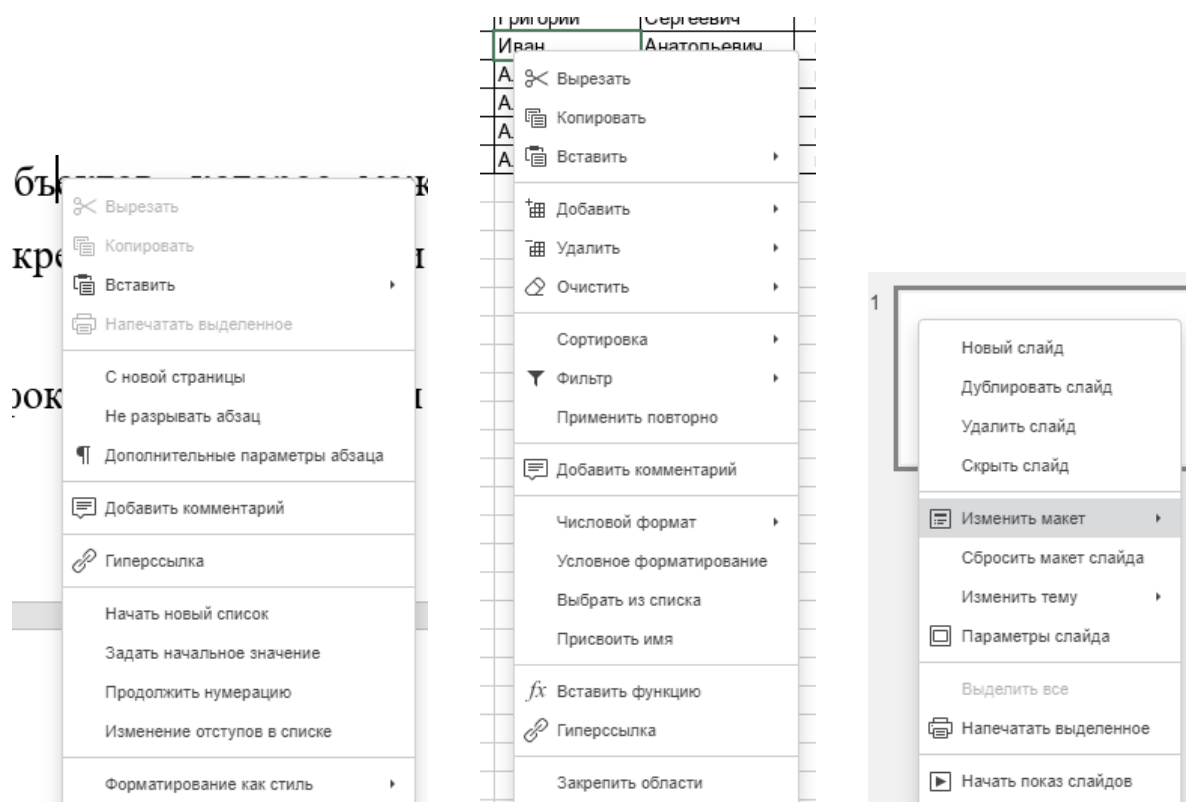 бъ
кре
рок
Вырезать
Копировать
Вставить
Напечатать выделенное
С новой страницы
Не разрывать абзац
Дополнительные параметры абзаца
Добавить комментарий
Гиперссылка
Начать новый список
Задать начальное значение
Продолжить нумерацию
Изменение отступов в списке
Форматирование как стиль
Григорий Сергеевич
Иван Анатольевич
А
А
А
А
Вырезать
Копировать
Вставить
Добавить
Удалить
Очистить
Сортировка
Фильтр
Применить повторно
Добавить комментарий
Числовой формат
Условное форматирование
Выбрать из списка
Присвоить имя
fx Вставить функцию
Гиперссылка
Закрепить области
1
Новый слайд
Дублировать слайд
Удалить слайд
Скрыть слайд
Изменить макет
Сбросить макет слайда
Изменить тему
Параметры слайда
Выделить все
Напечатать выделенное
Начать показ слайдов